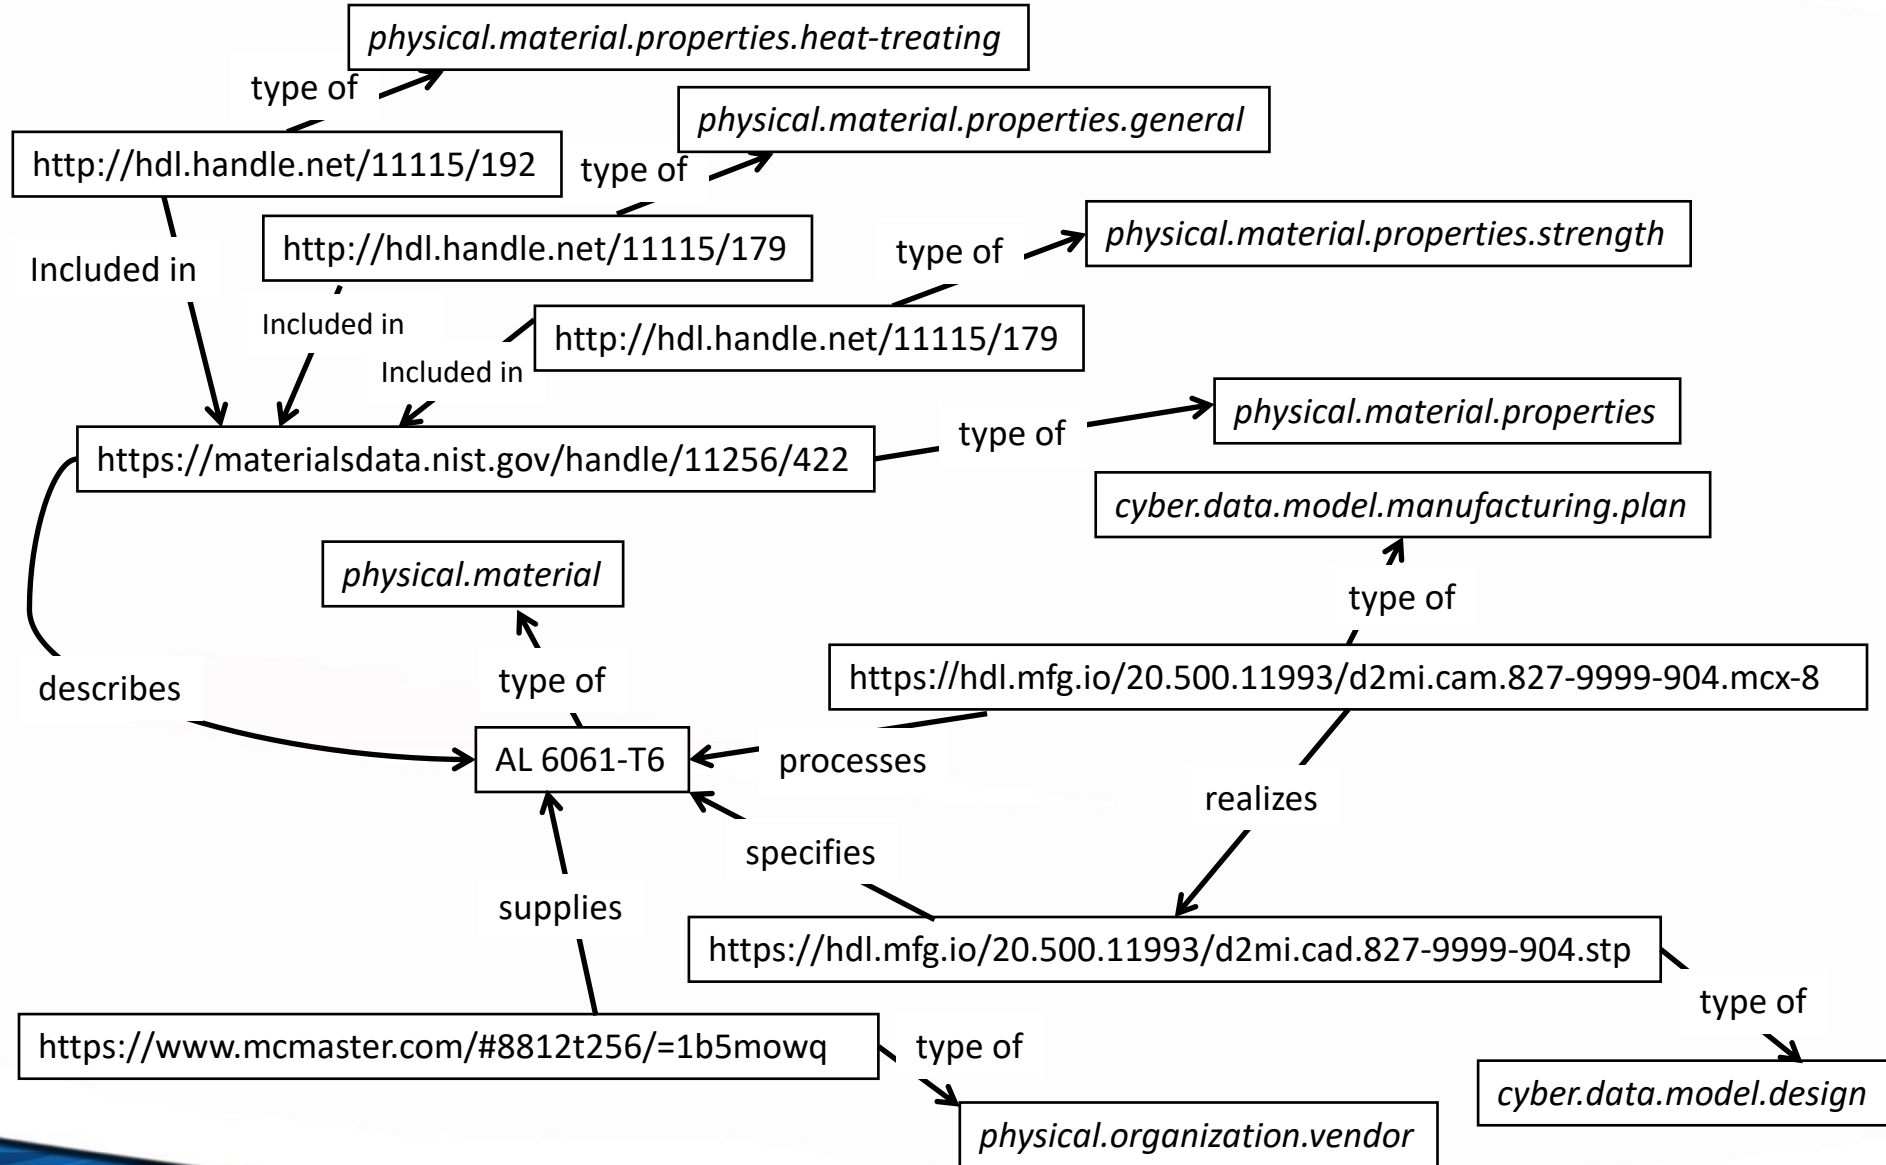 physical.material.properties.heat-treating
type of
physical.material.properties.general
http://hdl.handle.net/11115/192
type of
physical.material.properties.strength
http://hdl.handle.net/11115/179
type of
Included in
Included in
http://hdl.handle.net/11115/179
Included in
physical.material.properties
type of
https://materialsdata.nist.gov/handle/11256/422
cyber.data.model.manufacturing.plan
physical.material
type of
type of
https://hdl.mfg.io/20.500.11993/d2mi.cam.827-9999-904.mcx-8
describes
AL 6061-T6
processes
realizes
specifies
supplies
https://hdl.mfg.io/20.500.11993/d2mi.cad.827-9999-904.stp
type of
https://www.mcmaster.com/#8812t256/=1b5mowq
type of
cyber.data.model.design
physical.organization.vendor